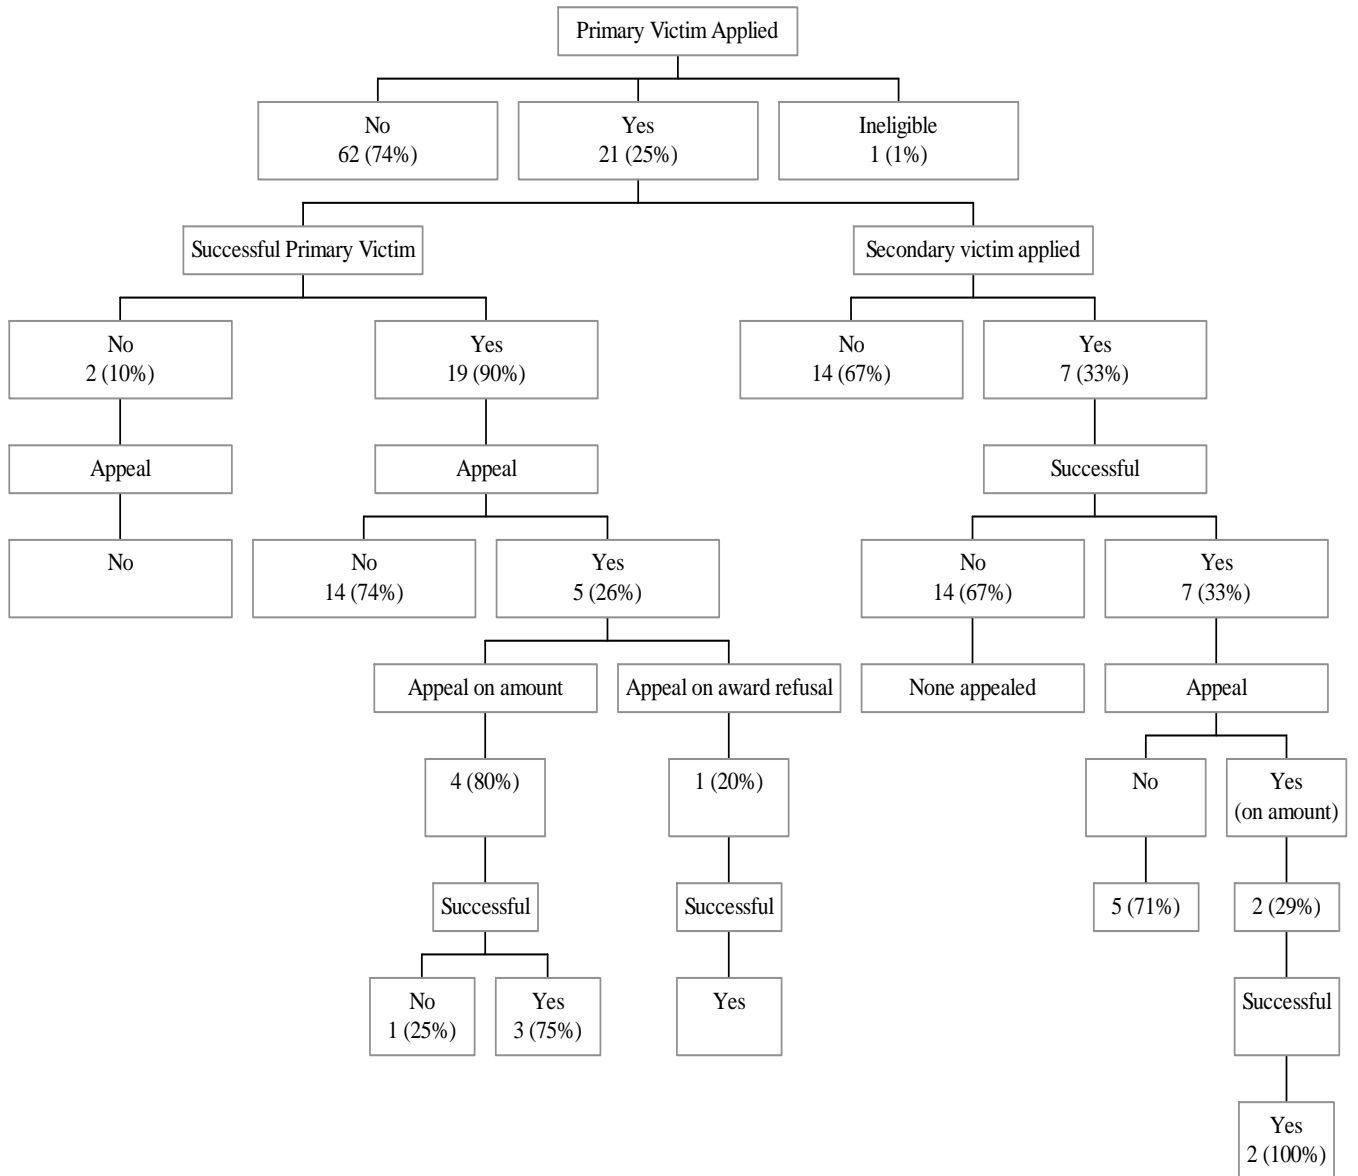 Primary Victim Applied
No
62 (74%)
Yes
21 (25%)
Ineligible
1 (1%)
Successful Primary Victim
Secondary victim applied
No
2 (10%)
Yes
19 (90%)
No
14 (67%)
Yes
7 (33%)
Appeal
Appeal
Successful
No
No
14 (74%)
Yes
5 (26%)
No
14 (67%)
Yes
7 (33%)
Appeal on amount
Appeal on award refusal
None appealed
Appeal
4 (80%)
1 (20%)
No
Yes
(on amount)
Successful
Successful
5 (71%)
2 (29%)
No
1 (25%)
Yes
3 (75%)
Yes
Successful
Yes
2 (100%)